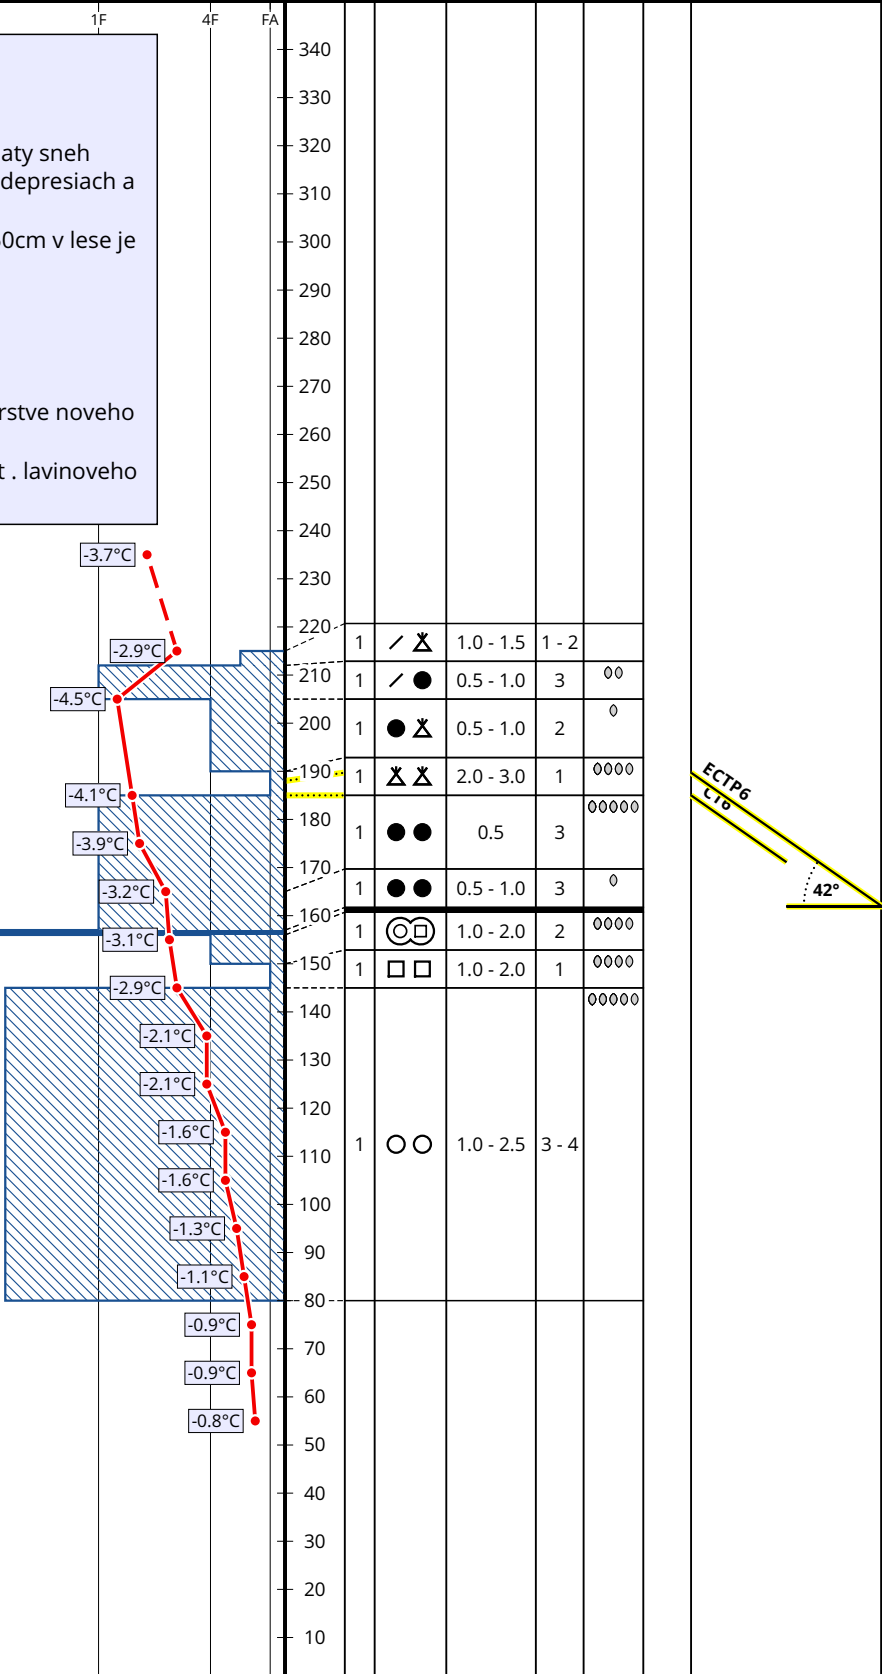 1F 4F FA
aty sneh
depresiach a
0cm v lese je
rstve noveho
t . lavinoveho
340
330
320
310
300
290
280
270
260
250
240
230
220
210
200
190
180
170
160
150
140
130
120
110
100
90
80
70
60
50
40
30
20
10
-3.7°C
-2.9°C
-4.5°C
-4.1°C
-3.9°C
-3.2°C
-3.1°C
-2.9°C
-2.1°C
-2.1°C
-1.6°C
-1.6°C
-1.3°C
-1.1°C
-0.9°C
-0.9°C
-0.8°C
1 1.0 - 1.5 1 - 2
1 0.5 - 1.0 3
1 0.5 - 1.0 2
1 2.0 - 3.0 1
1 0.5 3
1 0.5 - 1.0 3
1 1.0 - 2.0 2
1 1.0 - 2.0 1
1 1.0 - 2.5 3 - 4
ECTP6
CT6
42°